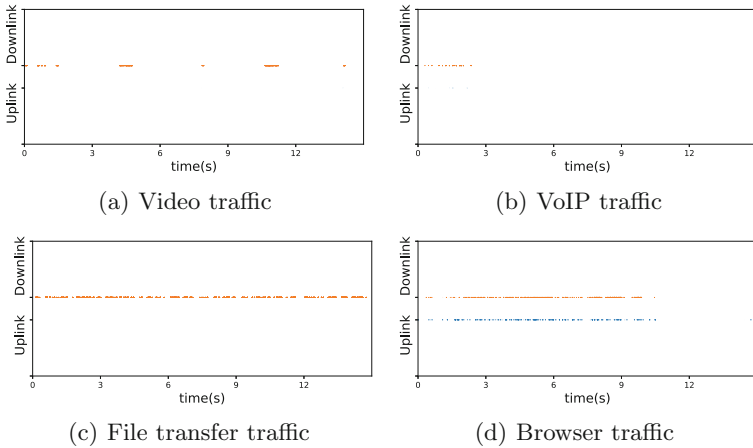 Downlink
Uplink
0 3 6 9 12
time(s)
(a) Video traffic
Downlink
Uplink
0 3 6 9 12
time(s)
(b) VoIP traffic
Downlink
Uplink
0 3 6 9 12
time(s)
(c) File transfer traffic
Downlink
Uplink
0 3 6 9 12
time(s)
(d) Browser traffic